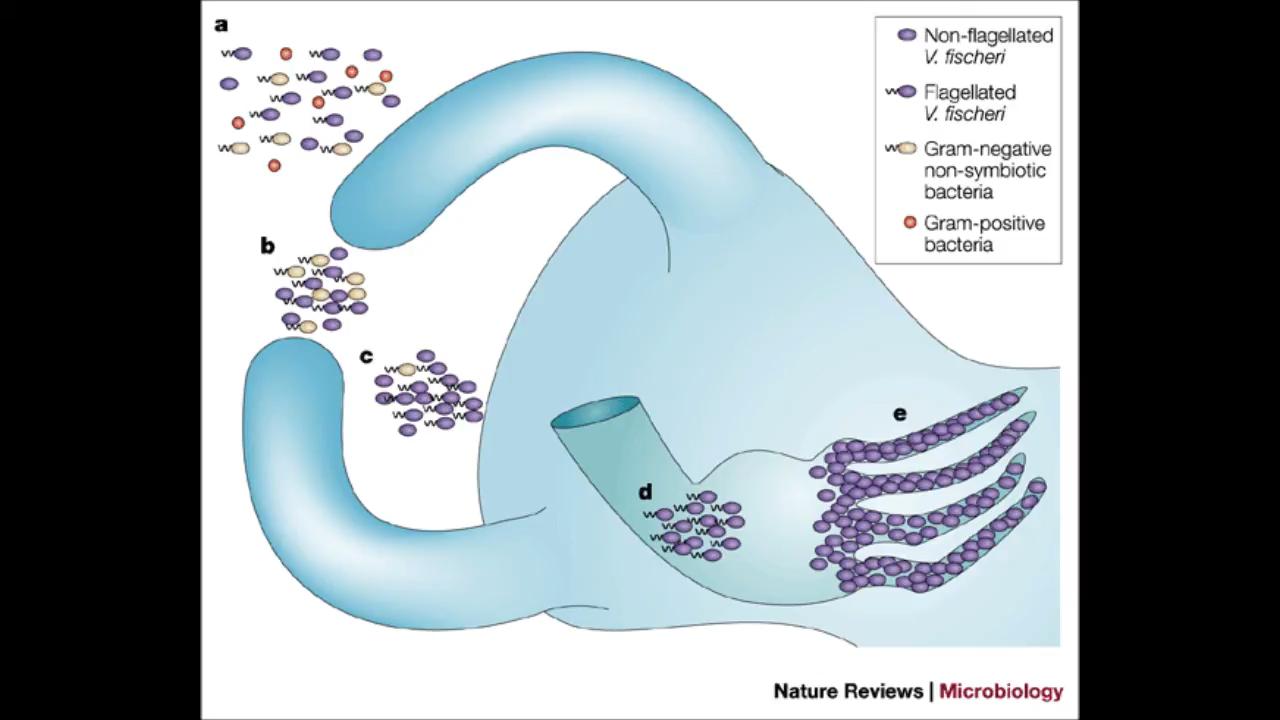 a
Non-flagellated
V. fischeri
Flagellated
V. fischeri
Gram-negative
non-symbiotic
bacteria
Gram-positive
bacteria
b
c
d
e
Nature Reviews | Microbiology